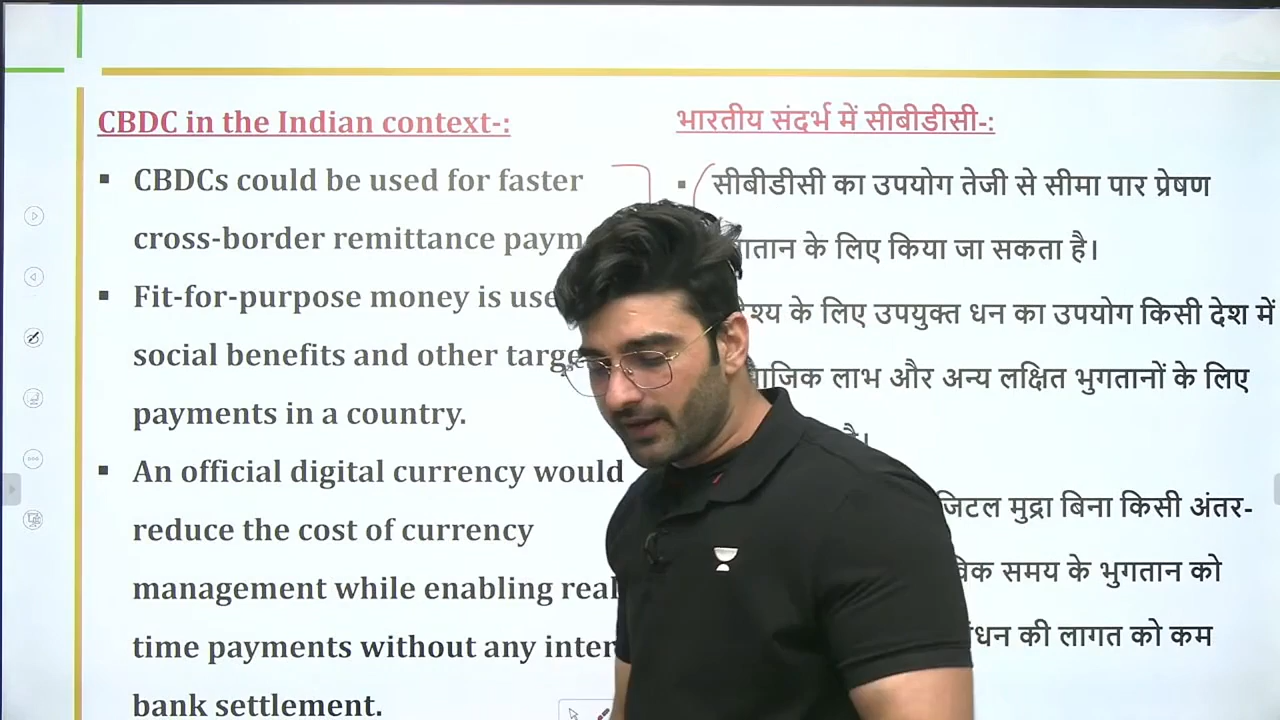 CBDC in the Indian context-:
▪ CBDCs could be used for faster
cross-border remittance paym
▪ Fit-for-purpose money is use
social benefits and other targe
payments in a country.
▪ An official digital currency would
reduce the cost of currency
management while enabling real
time payments without any inter
bank settlement.
भारतीय संदर्भ में सीबीडीसी-:
▪ सीबीडीसी का उपयोग तेजी से सीमा पार प्रेषण
के लिए किया जा सकता है।
के लिए उपयुक्त धन का उपयोग किसी देश में
लाभ और अन्य लक्षित भुगतानों के लिए
है।
मुद्रा बिना किसी अंतर-
समय के भुगतान को
की लागत को कम